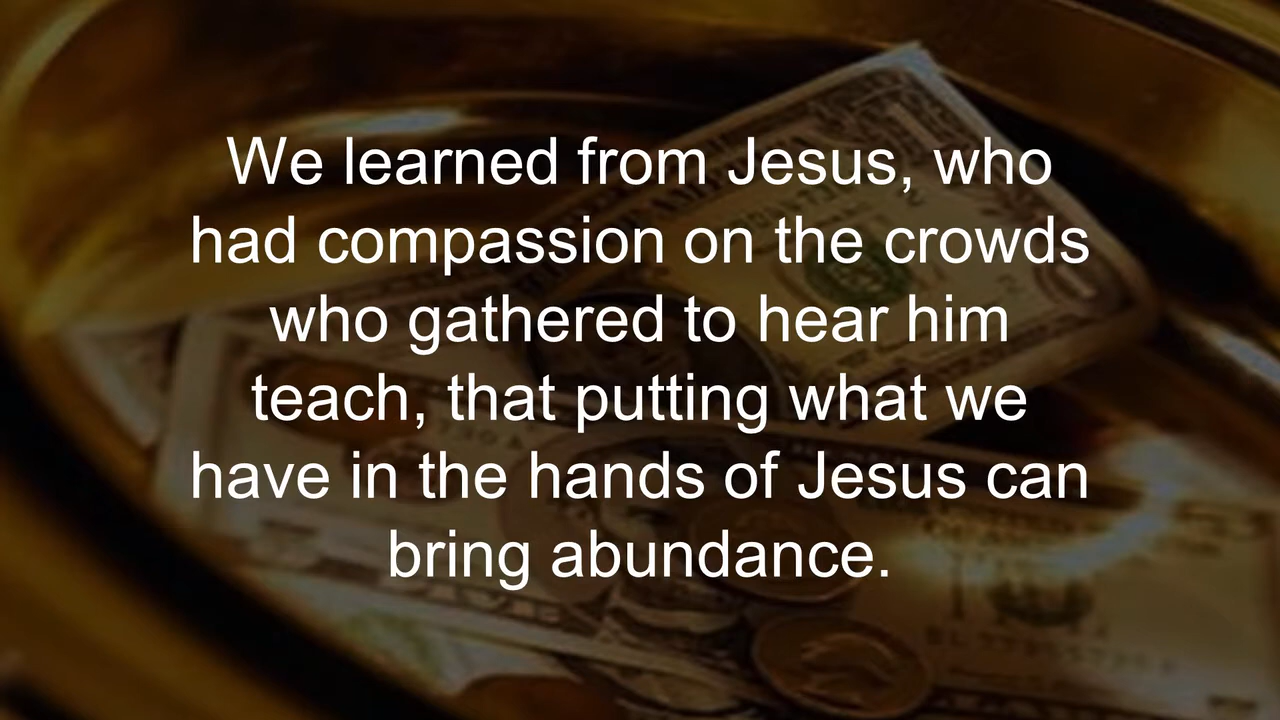 We learned from Jesus, who
had compassion on the crowds
who gathered to hear him
teach, that putting what we
have in the hands of Jesus can
bring abundance.